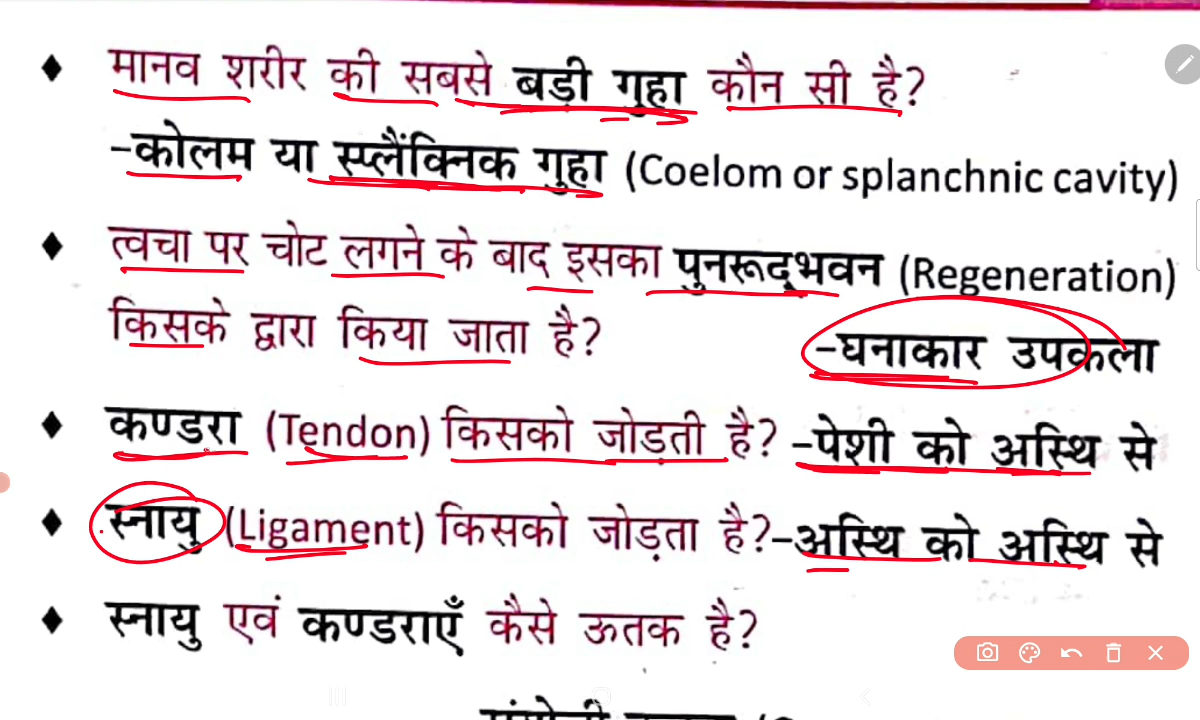 ♦ मानव शरीर की सबसे बड़ी गुहा कौन सी है?
–कोलम या स्प्लैंक्निक गुहा (Coelom or splanchnic cavity)
♦ त्वचा पर चोट लगने के बाद इसका पुनरूद्भवन (Regeneration)
किसके द्वारा किया जाता है? –घनाकार उपकला
♦ कण्डरा (Tendon) किसको जोड़ती है? –पेशी को अस्थि से
♦ स्नायु (Ligament) किसको जोड़ता है?–अस्थि को अस्थि से
♦ स्नायु एवं कण्डराएँ कैसे ऊतक है?